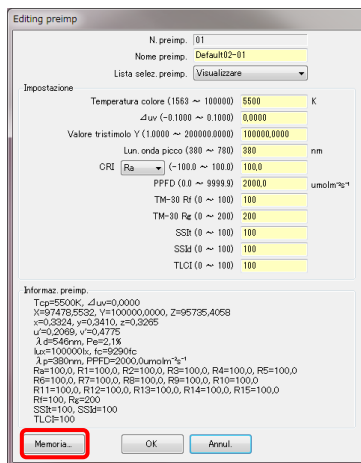 Editing preimp
N. preimp. 01
Nome preimp. Default02-01
Lista selez. preimp. Visualizzare
Impostazione
Temperatura colore (1563 ～ 100000) 5500 K
⊿uv (-0.1000 ～ 0.1000) 0,0000
Valore tristimolo Y (1.0000 ～ 200000.0000) 100000,0000
Lun. onda picco (380 ～ 780) 380 nm
CRI Ra (-100.0 ～ 100.0) 100,0
PPFD (0.0 ～ 9999.9) 2000,0 umolm⁻²s⁻¹
TM-30 Rf (0 ～ 100) 100
TM-30 Rg (0 ～ 200) 200
SSIt (0 ～ 100) 100
SSId (0 ～ 100) 100
TLCI (0 ～ 100) 100
Informaz. preimp.
Tcp=5500K, ⊿uv=0,0000
X=97478,5532, Y=100000,0000, Z=95735,4058
x=0,3324, y=0,3410, z=0,3265
u'=0,2069, v'=0,4775
λd=546nm, Pe=2,1%
lux=100000lx, fc=9290fc
λp=380nm, PPFD=2000,0umolm⁻²s⁻¹
Ra=100,0, R1=100,0, R2=100,0, R3=100,0, R4=100,0, R5=100,0
R6=100,0, R7=100,0, R8=100,0, R9=100,0, R10=100,0
R11=100,0, R12=100,0, R13=100,0, R14=100,0, R15=100,0
Rf=100, Rg=200
SSIt=100, SSId=100
TLCI=100
Memoria... OK Annul.